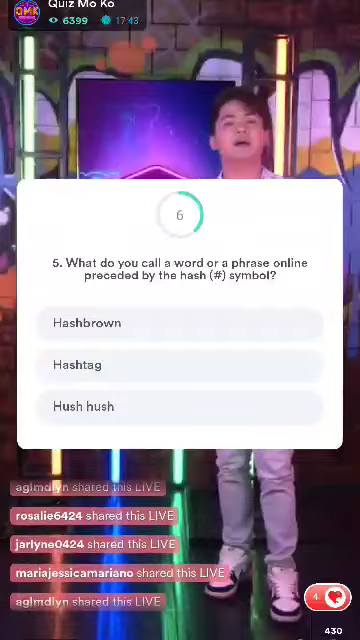 Quiz Mo Ko
QMK
6399 17:43
6
5. What do you call a word or a phrase online
preceded by the hash (#) symbol?
Hashbrown
Hashtag
Hush hush
aglmdlyn shared this LIVE
rosalie6424 shared this LIVE
jarlyne0424 shared this LIVE
mariajessicamariano shared this LIVE
aglmdlyn shared this LIVE
4
430